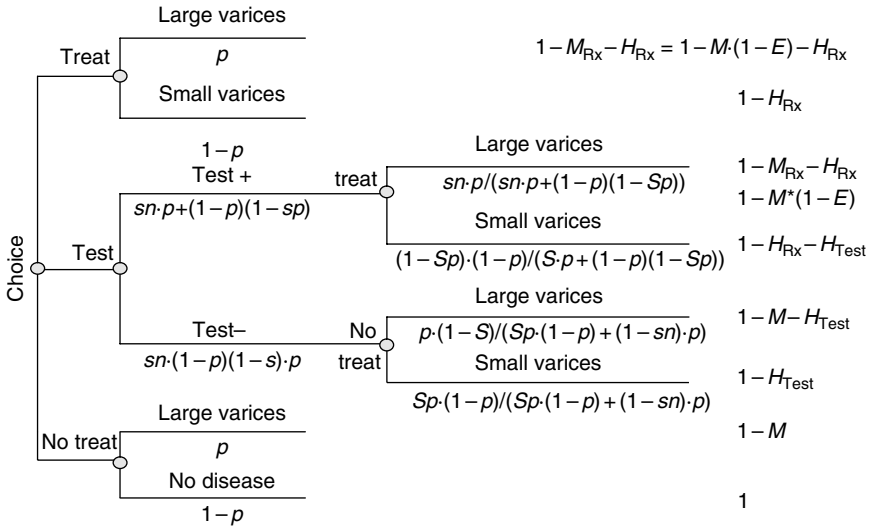 Large varices
Treat
p
1−M_Rx−H_Rx = 1−M·(1−E)−H_Rx
Small varices
1−H_Rx
1−p
Test +
sn·p+(1−p)(1−sp)
treat
Large varices
sn·p/(sn·p+(1−p)(1−Sp))
1−M_Rx−H_Rx
1−M*(1−E)
Small varices
(1−Sp)·(1−p)/(S·p+(1−p)(1−Sp))
1−H_Rx−H_Test
Choice
Test
Test−
sn·(1−p)(1−s)·p
No
treat
Large varices
p·(1−S)/(Sp·(1−p)+(1−sn)·p)
1−M−H_Test
Small varices
Sp·(1−p)/(Sp·(1−p)+(1−sn)·p)
1−H_Test
Large varices
No treat
p
1−M
No disease
1−p
1